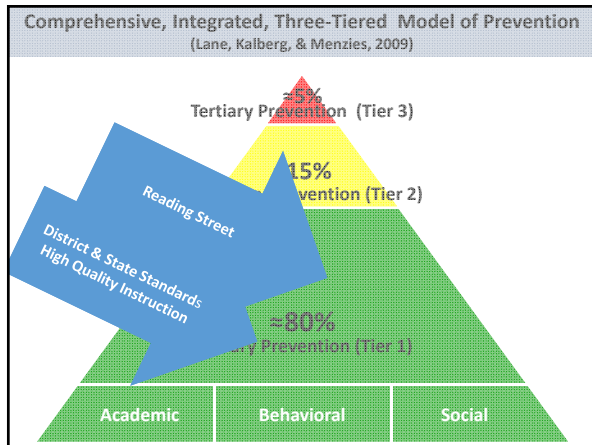 Comprehensive, Integrated, Three-Tiered Model of Prevention
(Lane, Kalberg, & Menzies, 2009)
≈5%
Tertiary Prevention (Tier 3)
15%
Prevention (Tier 2)
Reading Street
District & State Standards
High Quality Instruction
≈80%
Prevention (Tier 1)
Academic
Behavioral
Social